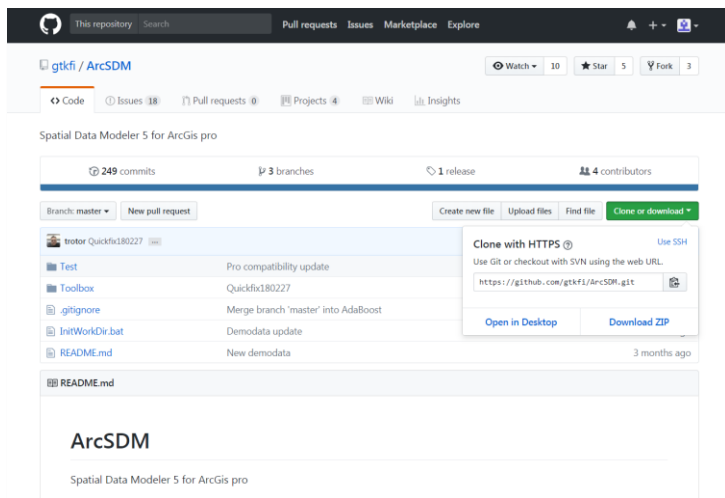 This repository Search Pull requests Issues Marketplace Explore
gtkfi / ArcSDM Watch 10 Star 5 Fork 3
Code Issues 18 Pull requests 0 Projects 4 Wiki Insights
Spatial Data Modeler 5 for ArcGis pro
249 commits 3 branches 1 release 4 contributors
Branch: master New pull request Create new file Upload files Find file Clone or download
trotor Quickfix180227 ...
Clone with HTTPS Use SSH
Use Git or checkout with SVN using the web URL.
https://github.com/gtkfi/ArcSDM.git
Open in Desktop Download ZIP
Test Pro compatibility update
Toolbox Quickfix180227
.gitignore Merge branch 'master' into AdaBoost
InitWorkDir.bat Demodata update
README.md New demodata 3 months ago
README.md
ArcSDM
Spatial Data Modeler 5 for ArcGis pro